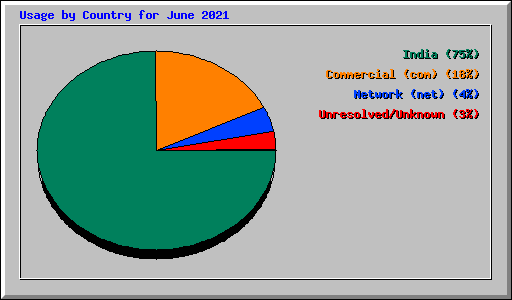 Usage by Country for June 2021
India (75%)
Commercial (com) (18%)
Network (net) (4%)
Unresolved/Unknown (3%)